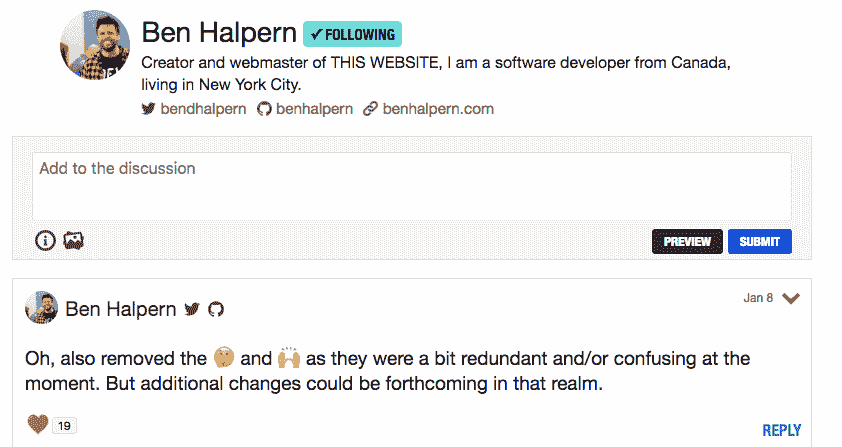 Ben Halpern ✔ FOLLOWING
Creator and webmaster of THIS WEBSITE, I am a software developer from Canada,
living in New York City.
bendhalpern benhalpern benhalpern.com
Add to the discussion
PREVIEW SUBMIT
Ben Halpern
Jan 8
Oh, also removed the 🤔 and 🙌 as they were a bit redundant and/or confusing at the
moment. But additional changes could be forthcoming in that realm.
19
REPLY